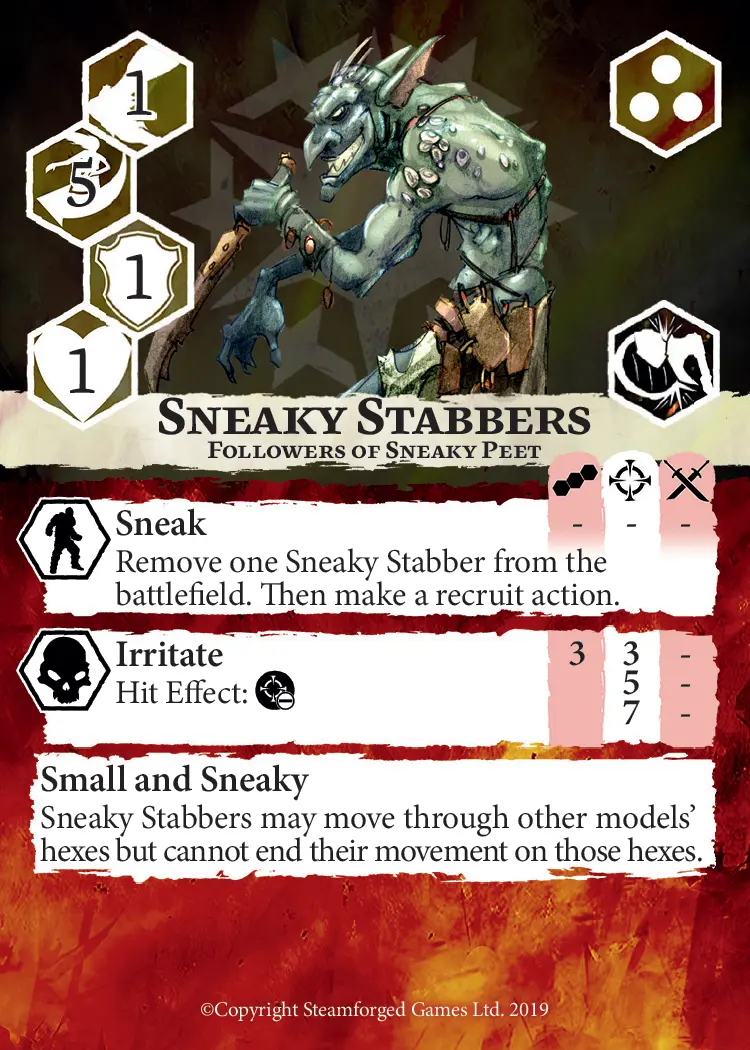 1
5
1
1
Sneaky Stabbers
Followers of Sneaky Peet
Sneak
- - -
Remove one Sneaky Stabber from the
battlefield. Then make a recruit action.
Irritate 3 3 -
Hit Effect: 5 -
7 -
Small and Sneaky
Sneaky Stabbers may move through other models’
hexes but cannot end their movement on those hexes.
©Copyright Steamforged Games Ltd. 2019